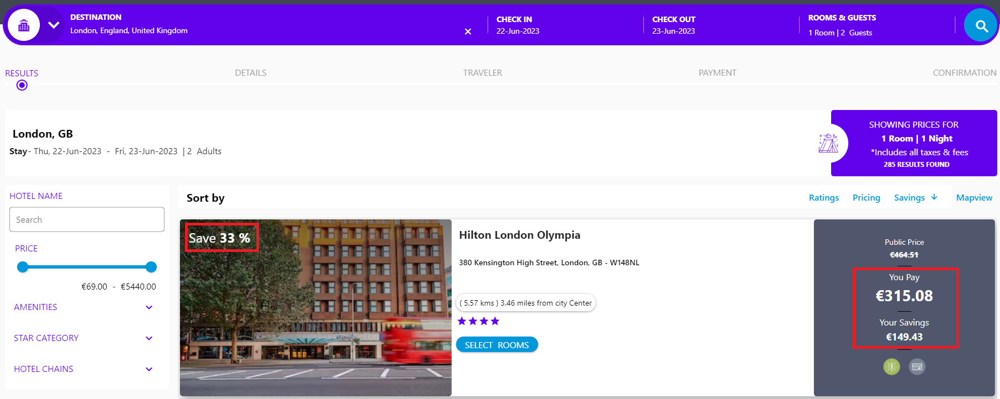 DESTINATION
London, England, United Kingdom
CHECK IN
22-Jun-2023
CHECK OUT
23-Jun-2023
ROOMS & GUESTS
1 Room | 2 Guests
RESULTS
DETAILS
TRAVELER
PAYMENT
CONFIRMATION
London, GB
Stay- Thu, 22-Jun-2023 - Fri, 23-Jun-2023 | 2 Adults
SHOWING PRICES FOR
1 Room | 1 Night
*Includes all taxes & fees
285 RESULTS FOUND
HOTEL NAME
Search
PRICE
€69.00 - €5440.00
AMENITIES
STAR CATEGORY
HOTEL CHAINS
Sort by
Ratings
Pricing
Savings
Mapview
Save 33 %
Hilton London Olympia
380 Kensington High Street, London, GB - W148NL
( 5.57 kms ) 3.46 miles from city Center
SELECT ROOMS
Public Price
€464.51
You Pay
€315.08
Your Savings
€149.43